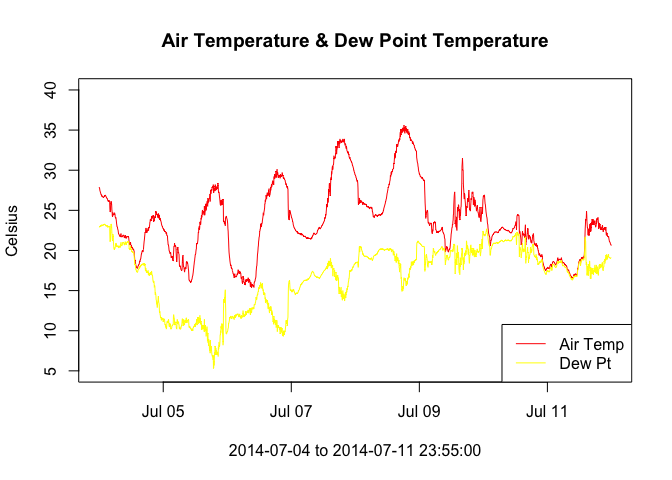 Air Temperature & Dew Point Temperature
Celsius
40
35
30
25
20
15
10
5
Air Temp
Dew Pt
Jul 05
Jul 07
Jul 09
Jul 11
2014-07-04 to 2014-07-11 23:55:00